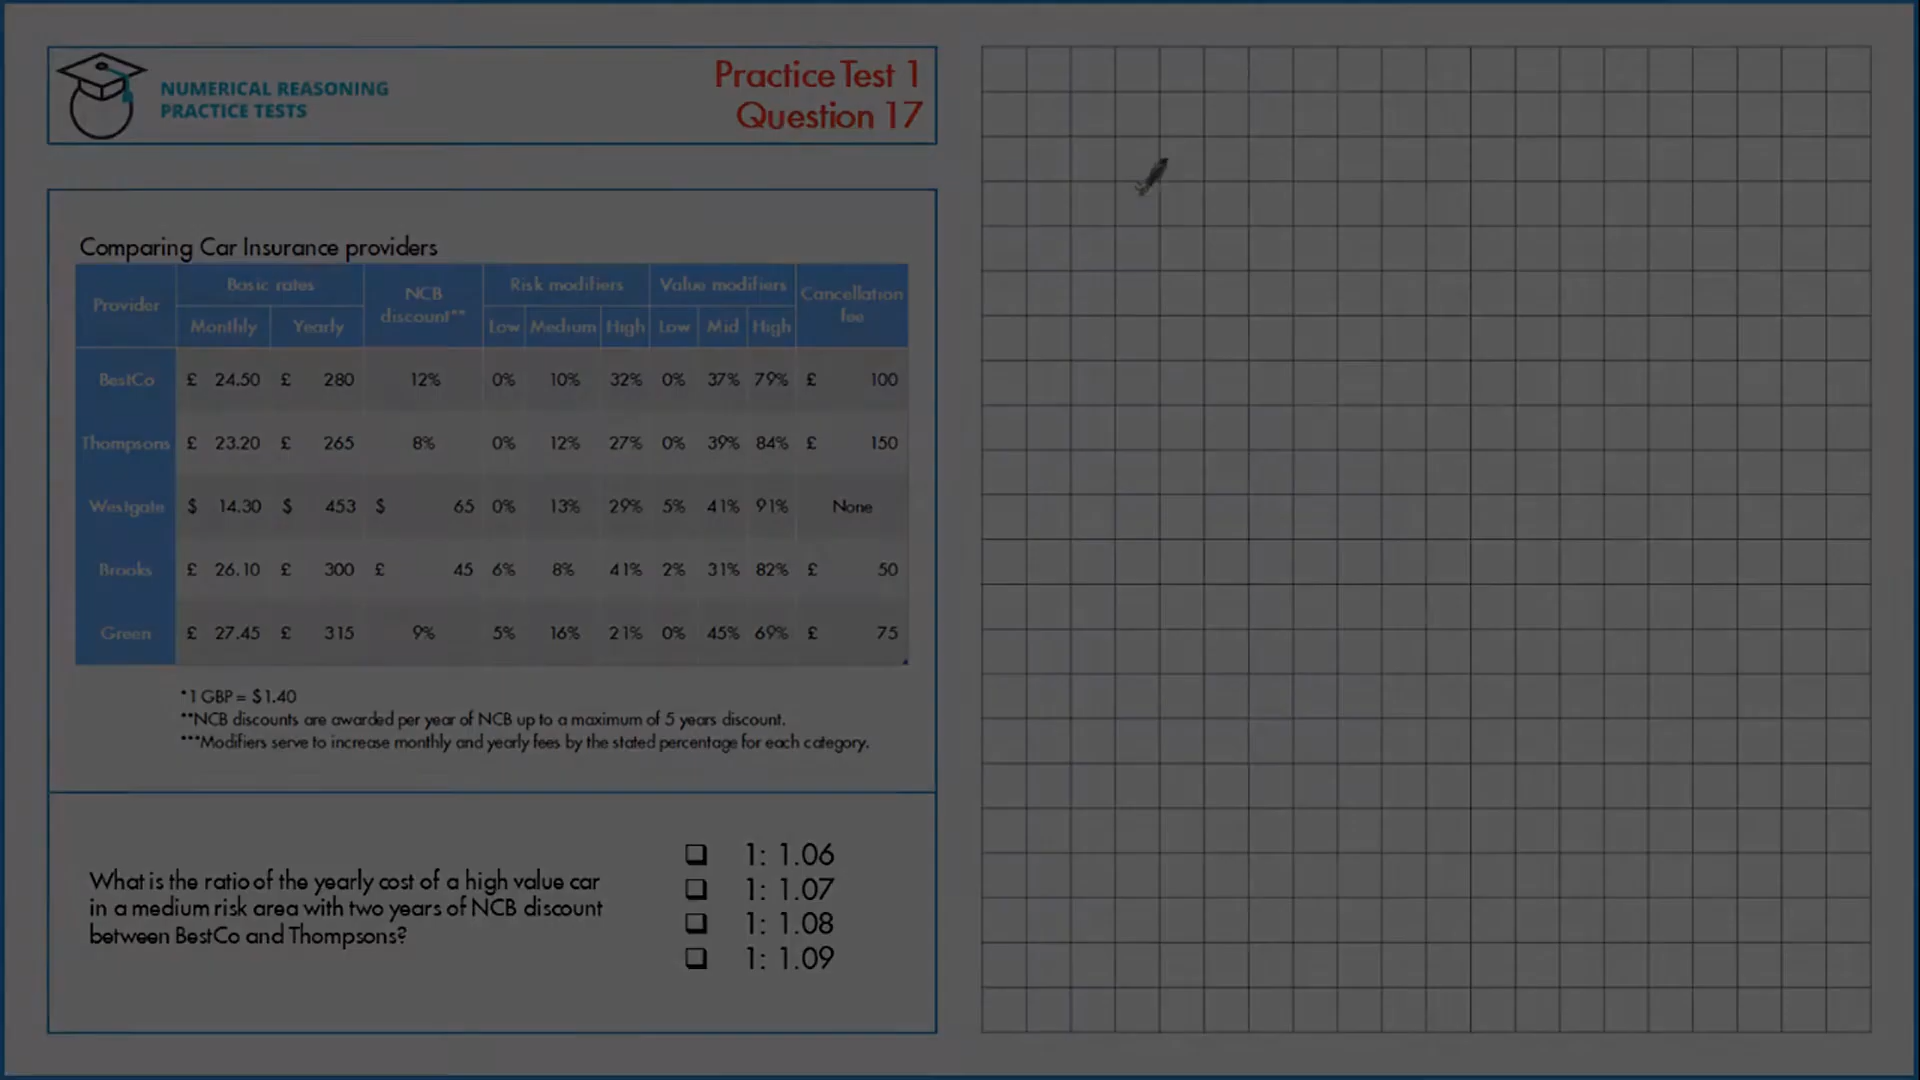 NUMERICAL REASONING
PRACTICE TESTS
Practice Test 1
Question 17
Comparing Car Insurance providers
Provider Basic rates NCB discount** Risk modifiers Value modifiers Cancellation fee
Monthly Yearly Low Medium High Low Mid High
BestCo £ 24.50 £ 280 12% 0% 10% 32% 0% 37% 79% £ 100
Thompsons £ 23.20 £ 265 8% 0% 12% 27% 0% 39% 84% £ 150
Westgate $ 14.30 $ 453 $ 65 0% 13% 29% 5% 41% 91% None
Brooks £ 26.10 £ 300 £ 45 6% 8% 41% 2% 31% 82% £ 50
Green £ 27.45 £ 315 9% 5% 16% 21% 0% 45% 69% £ 75
*1 GBP = $1.40
**NCB discounts are awarded per year of NCB up to a maximum of 5 years discount.
***Modifiers serve to increase monthly and yearly fees by the stated percentage for each category.
What is the ratio of the yearly cost of a high value car
in a medium risk area with two years of NCB discount
between BestCo and Thompsons?
1: 1.06
1: 1.07
1: 1.08
1: 1.09